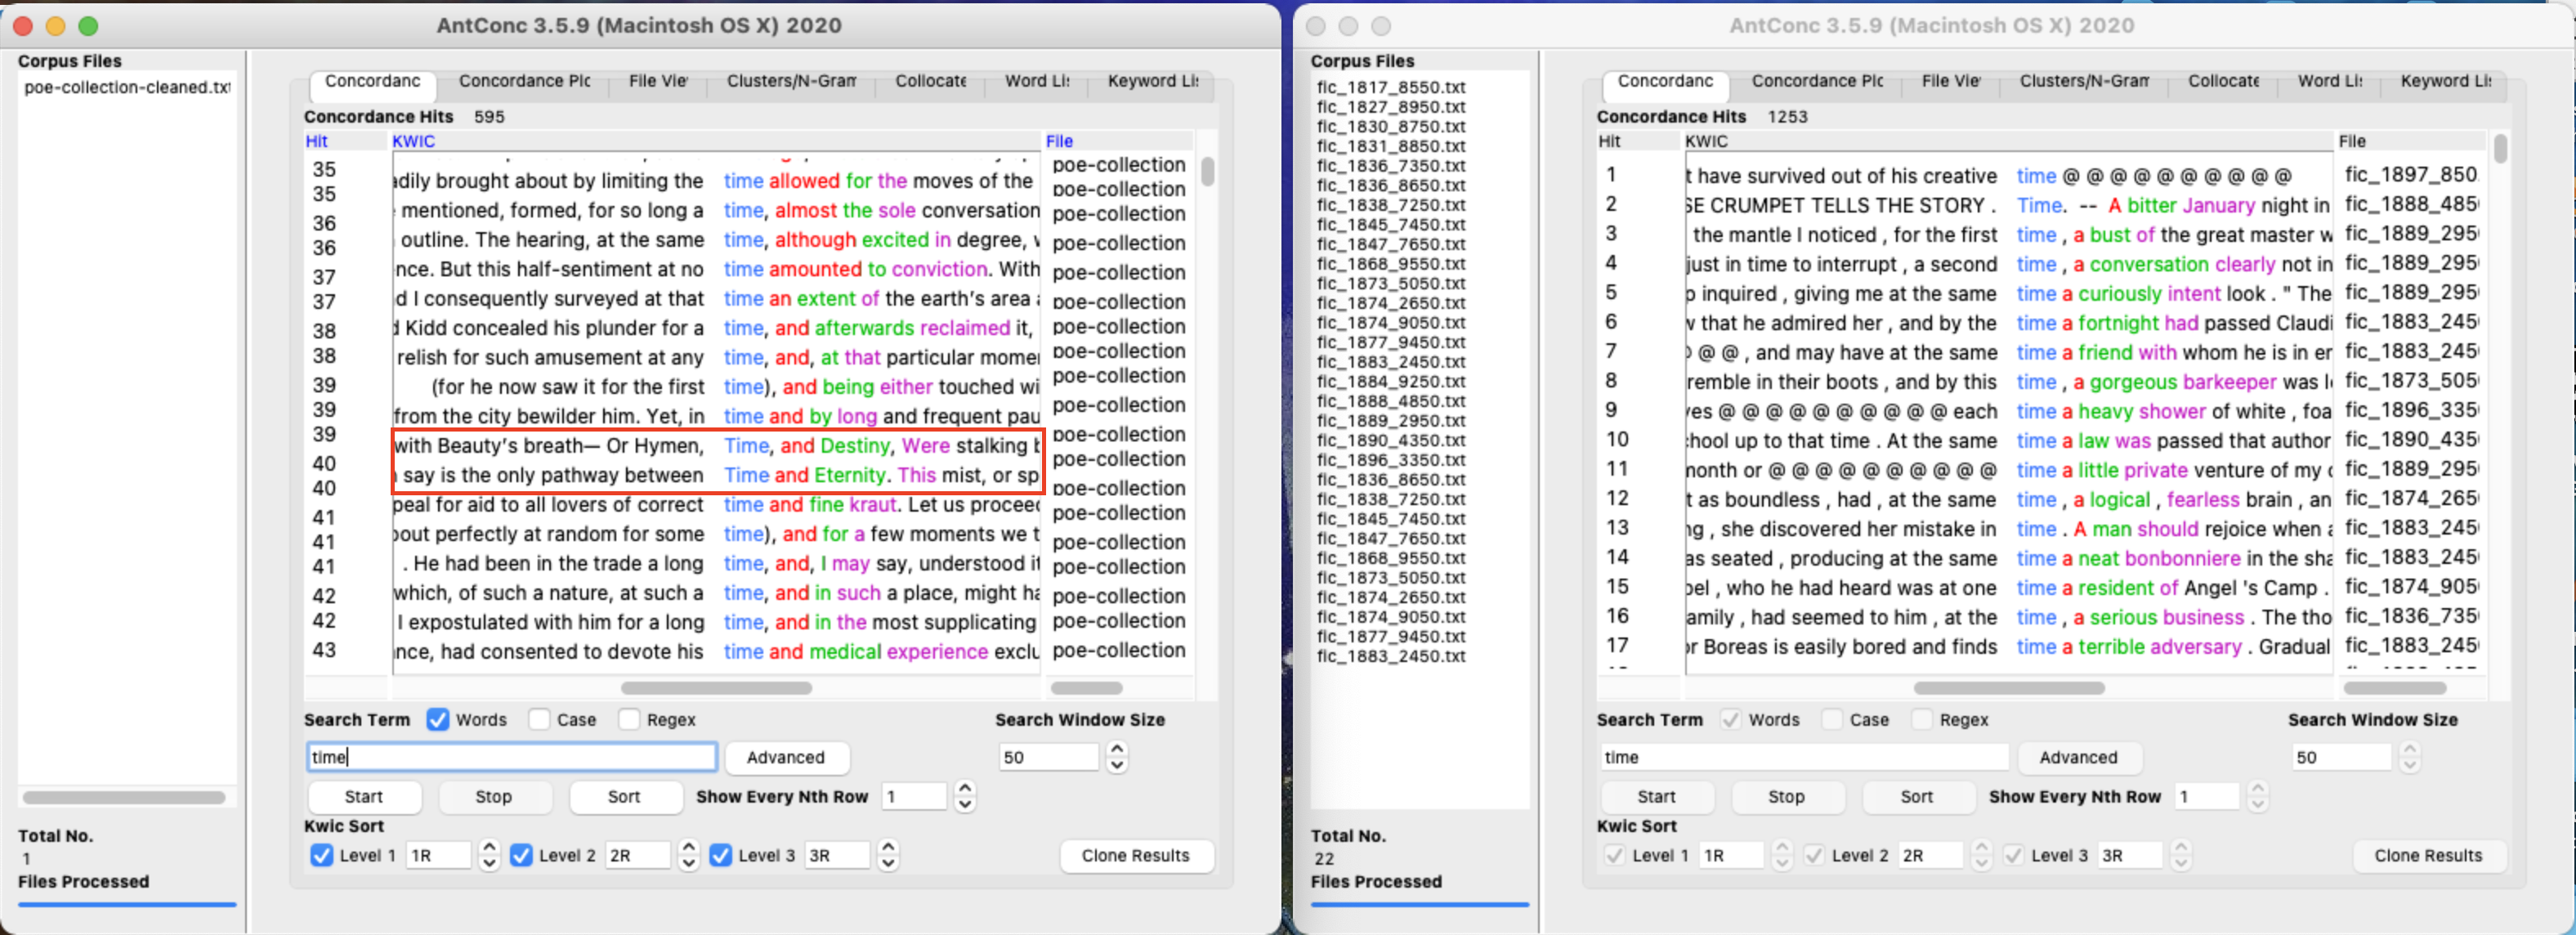 AntConc 3.5.9 (Macintosh OS X) 2020
Corpus Files
poe-collection-cleaned.txt
Total No.
1
Files Processed
Concordanc Concordance Plc File Vie Clusters/N-Gram Collocate Word Li Keyword Li
Concordance Hits 595
Hit KWIC File
35 poe-collection
35 adily brought about by limiting the time allowed for the moves of the poe-collection
36 mentioned, formed, for so long a time, almost the sole conversation poe-collection
36 outline. The hearing, at the same time, although excited in degree, poe-collection
37 nce. But this half-sentiment at no time amounted to conviction. With poe-collection
37 d I consequently surveyed at that time an extent of the earth's area poe-collection
38 d Kidd concealed his plunder for a time, and afterwards reclaimed it, poe-collection
38 relish for such amusement at any time, and, at that particular momen poe-collection
39 (for he now saw it for the first time), and being either touched wi poe-collection
39 from the city bewilder him. Yet, in time and by long and frequent pau poe-collection
39 with Beauty's breath— Or Hymen, Time, and Destiny, Were stalking poe-collection
40 say is the only pathway between Time and Eternity. This mist, or sp poe-collection
40 peal for aid to all lovers of correct time and fine kraut. Let us proceed poe-collection
41 bout perfectly at random for some time), and for a few moments we t poe-collection
41 . He had been in the trade a long time, and, I may say, understood it poe-collection
41 which, of such a nature, at such a time, and in such a place, might ha poe-collection
42 I expostulated with him for a long time, and in the most supplicating poe-collection
42 nce, had consented to devote his time and medical experience exclu poe-collection
43 poe-collection
Search Term Words Case Regex Search Window Size
time Advanced 50
Start Stop Sort Show Every Nth Row 1
Kwic Sort
Level 1 1R Level 2 2R Level 3 3R Clone Results
AntConc 3.5.9 (Macintosh OS X) 2020
Corpus Files
fic_1817_8550.txt
fic_1827_8950.txt
fic_1830_8750.txt
fic_1831_8850.txt
fic_1836_7350.txt
fic_1836_8650.txt
fic_1838_7250.txt
fic_1845_7450.txt
fic_1847_7650.txt
fic_1868_9550.txt
fic_1873_5050.txt
fic_1874_2650.txt
fic_1874_9050.txt
fic_1877_9450.txt
fic_1883_2450.txt
fic_1884_9250.txt
fic_1888_4850.txt
fic_1889_2950.txt
fic_1890_4350.txt
fic_1896_3350.txt
fic_1836_8650.txt
fic_1838_7250.txt
fic_1845_7450.txt
fic_1847_7650.txt
fic_1868_9550.txt
fic_1873_5050.txt
fic_1874_2650.txt
fic_1874_9050.txt
fic_1877_9450.txt
fic_1883_2450.txt
Total No.
22
Files Processed
Concordanc Concordance Plc File Vie Clusters/N-Gram Collocate Word Li Keyword Li
Concordance Hits 1253
Hit KWIC File
1 t have survived out of his creative time @ @ @ @ @ @ @ @ @ @ fic_1897_850
2 SE CRUMPET TELLS THE STORY . Time. -- A bitter January night in fic_1888_485
3 the mantle I noticed , for the first time , a bust of the great master w fic_1889_295
4 just in time to interrupt , a second time , a conversation clearly not in fic_1889_295
5 o inquired , giving me at the same time a curiously intent look . " The fic_1889_295
6 w that he admired her , and by the time a fortnight had passed Claudi fic_1883_245
7 @ @ , and may have at the same time a friend with whom he is in er fic_1883_245
8 remble in their boots , and by this time , a gorgeous barkeeper was fic_1873_505
9 yes @ @ @ @ @ @ @ @ @ @ each time a heavy shower of white , foa fic_1896_335
10 chool up to that time . At the same time a law was passed that author fic_1890_435
11 month or @ @ @ @ @ @ @ @ @ @ time a little private venture of my fic_1889_295
12 t as boundless , had , at the same time , a logical , fearless brain , an fic_1874_265
13 ng , she discovered her mistake in time . A man should rejoice when fic_1883_245
14 as seated , producing at the same time a neat bonbonniere in the sha fic_1883_245
15 bel , who he had heard was at one time a resident of Angel 's Camp . fic_1874_905
16 amily , had seemed to him , at the time , a serious business . The tho fic_1836_735
17 or Boreas is easily bored and finds time a terrible adversary . Gradual fic_1883_245
Search Term Words Case Regex Search Window Size
time Advanced 50
Start Stop Sort Show Every Nth Row 1
Kwic Sort
Level 1 1R Level 2 2R Level 3 3R Clone Results